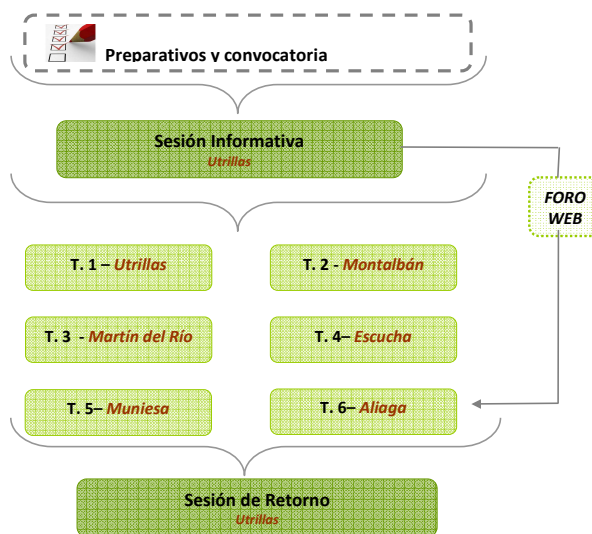 Preparativos y convocatoria
Sesión Informativa
Utrillas
FORO
WEB
T. 1 – Utrillas
T. 2 - Montalbán
T. 3 - Martín del Río
T. 4– Escucha
T. 5– Muniesa
T. 6– Aliaga
Sesión de Retorno
Utrillas